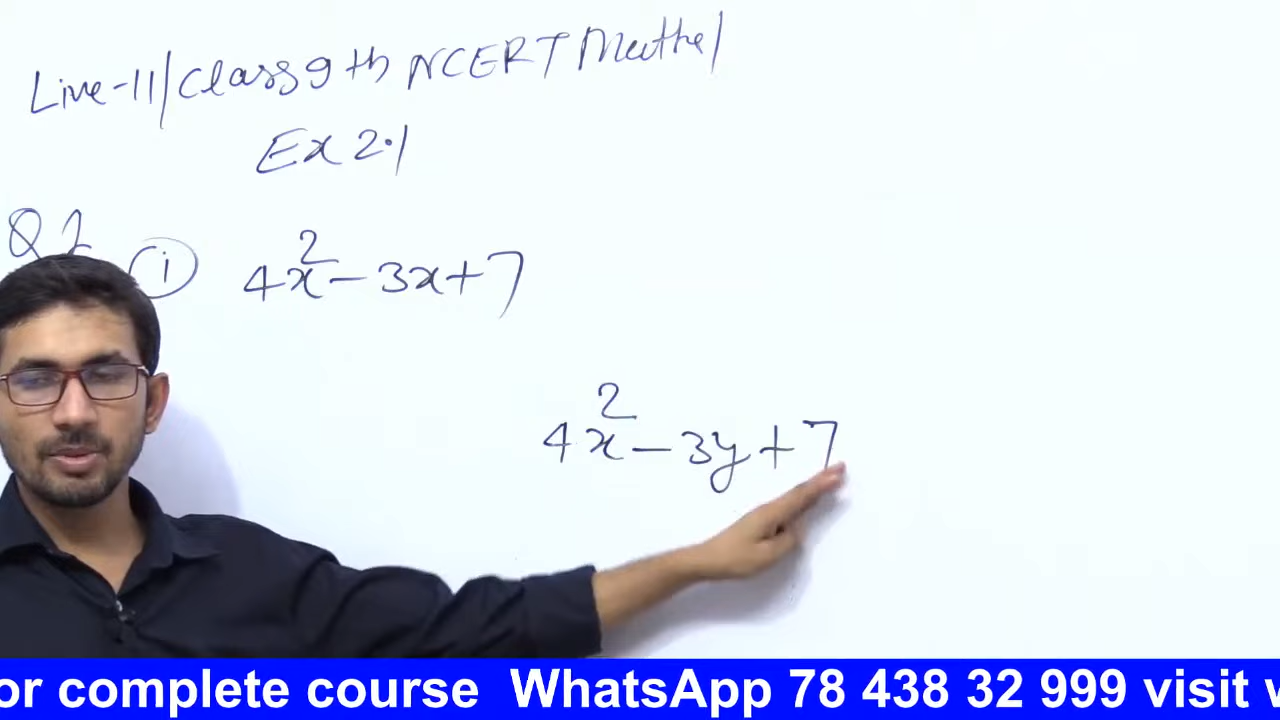 Live-11/Class 9th NCERT Maths/
Ex 2.1
Q 1
(i) 4x² - 3x + 7
4x² - 3y + 7
or complete course WhatsApp 78 438 32 999 visit